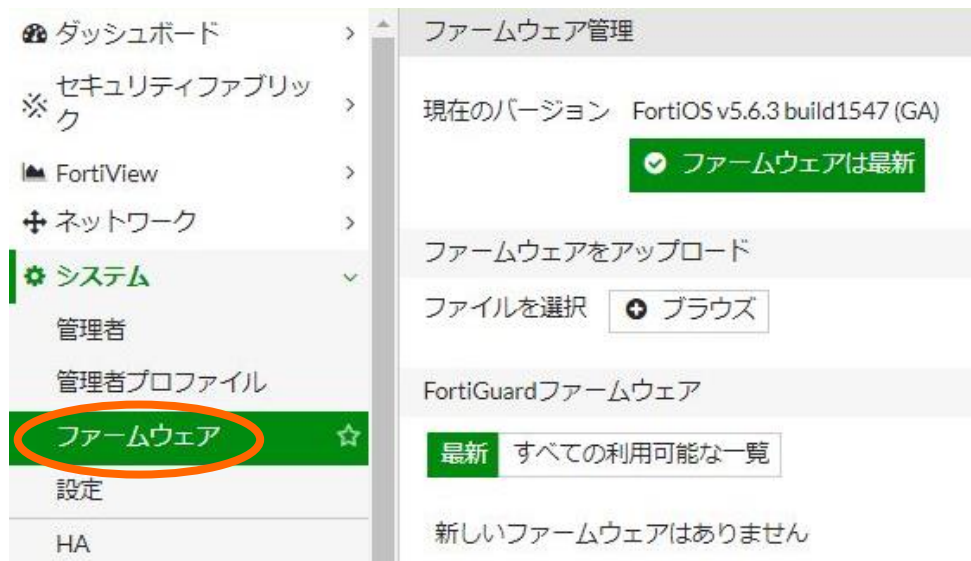 ダッシュボード
セキュリティファブリッ
ク
FortiView
ネットワーク
システム
管理者
管理者プロファイル
ファームウェア
設定
HA
ファームウェア管理
現在のバージョン FortiOS v5.6.3 build1547 (GA)
ファームウェアは最新
ファームウェアをアップロード
ファイルを選択 ブラウズ
FortiGuardファームウェア
最新 すべての利用可能な一覧
新しいファームウェアはありません